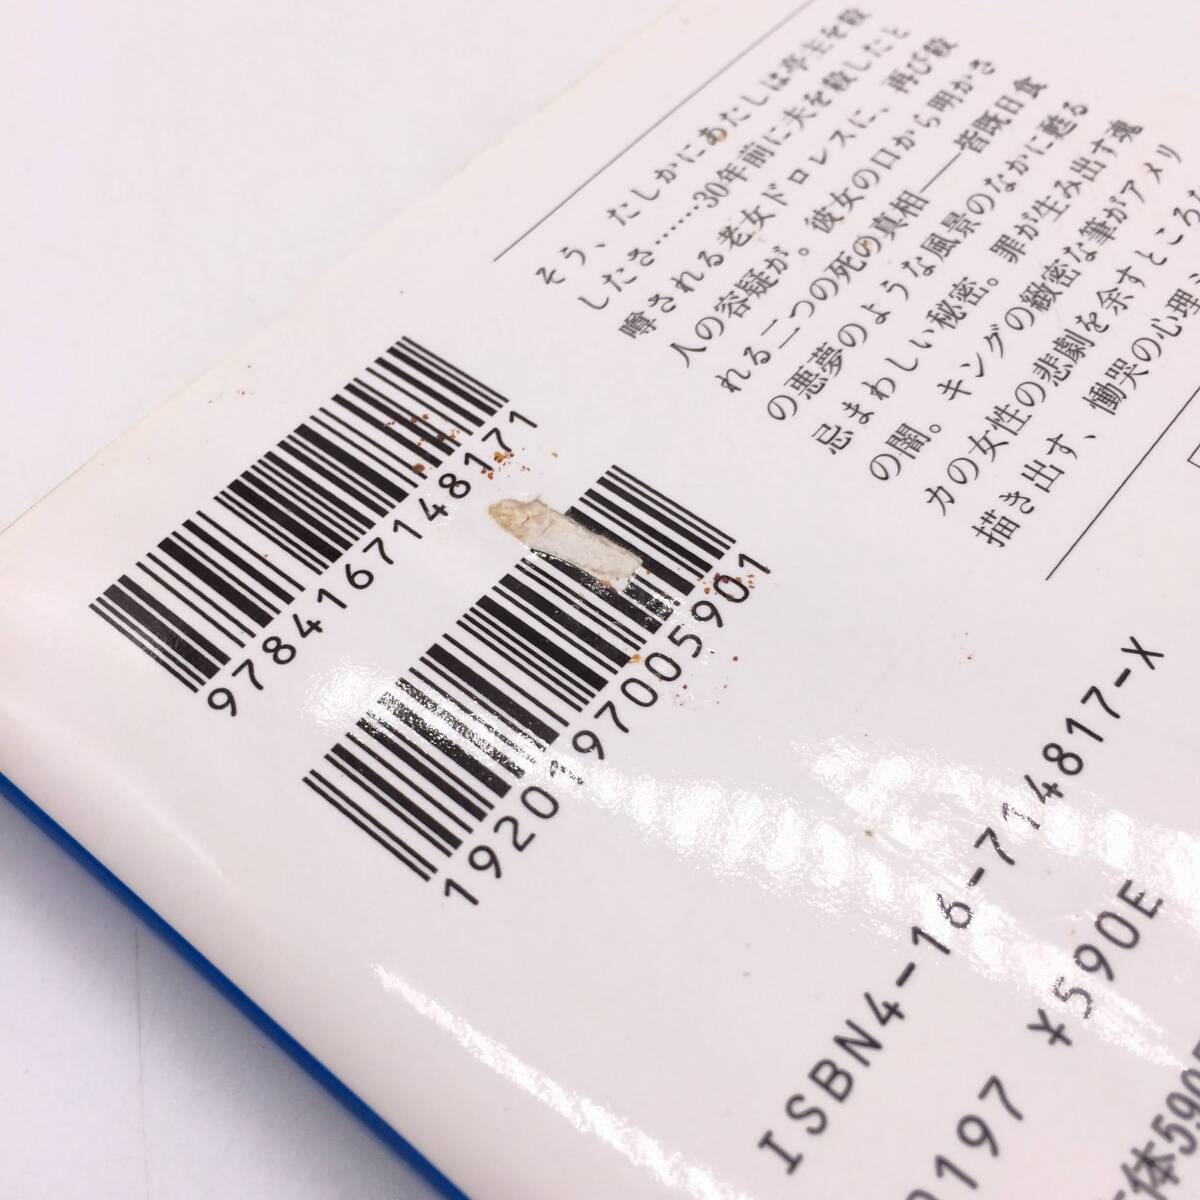 そう、たしかにあたしは亭主を殺
したさ……30年前に夫を殺したと
噂される老女ドロレスに、再び殺
人の容疑が。彼女の口から明かさ
れる二つの死の真相――皆既日食
の悪夢のような風景のなかに甦る
忌まわしい秘密。罪が生み出す魂
の闇。キングの緻密な筆がアメリ
カの女性の悲劇を余すところな
描き出す、慟哭の心理
9784167148171
1920197005901
ISBN4-16-714817-X
0197 ¥590E
体590